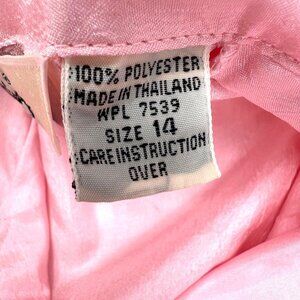 100% POLYESTER
MADE IN THAILAND
WPL 7539
SIZE 14
CARE INSTRUCTION
OVER